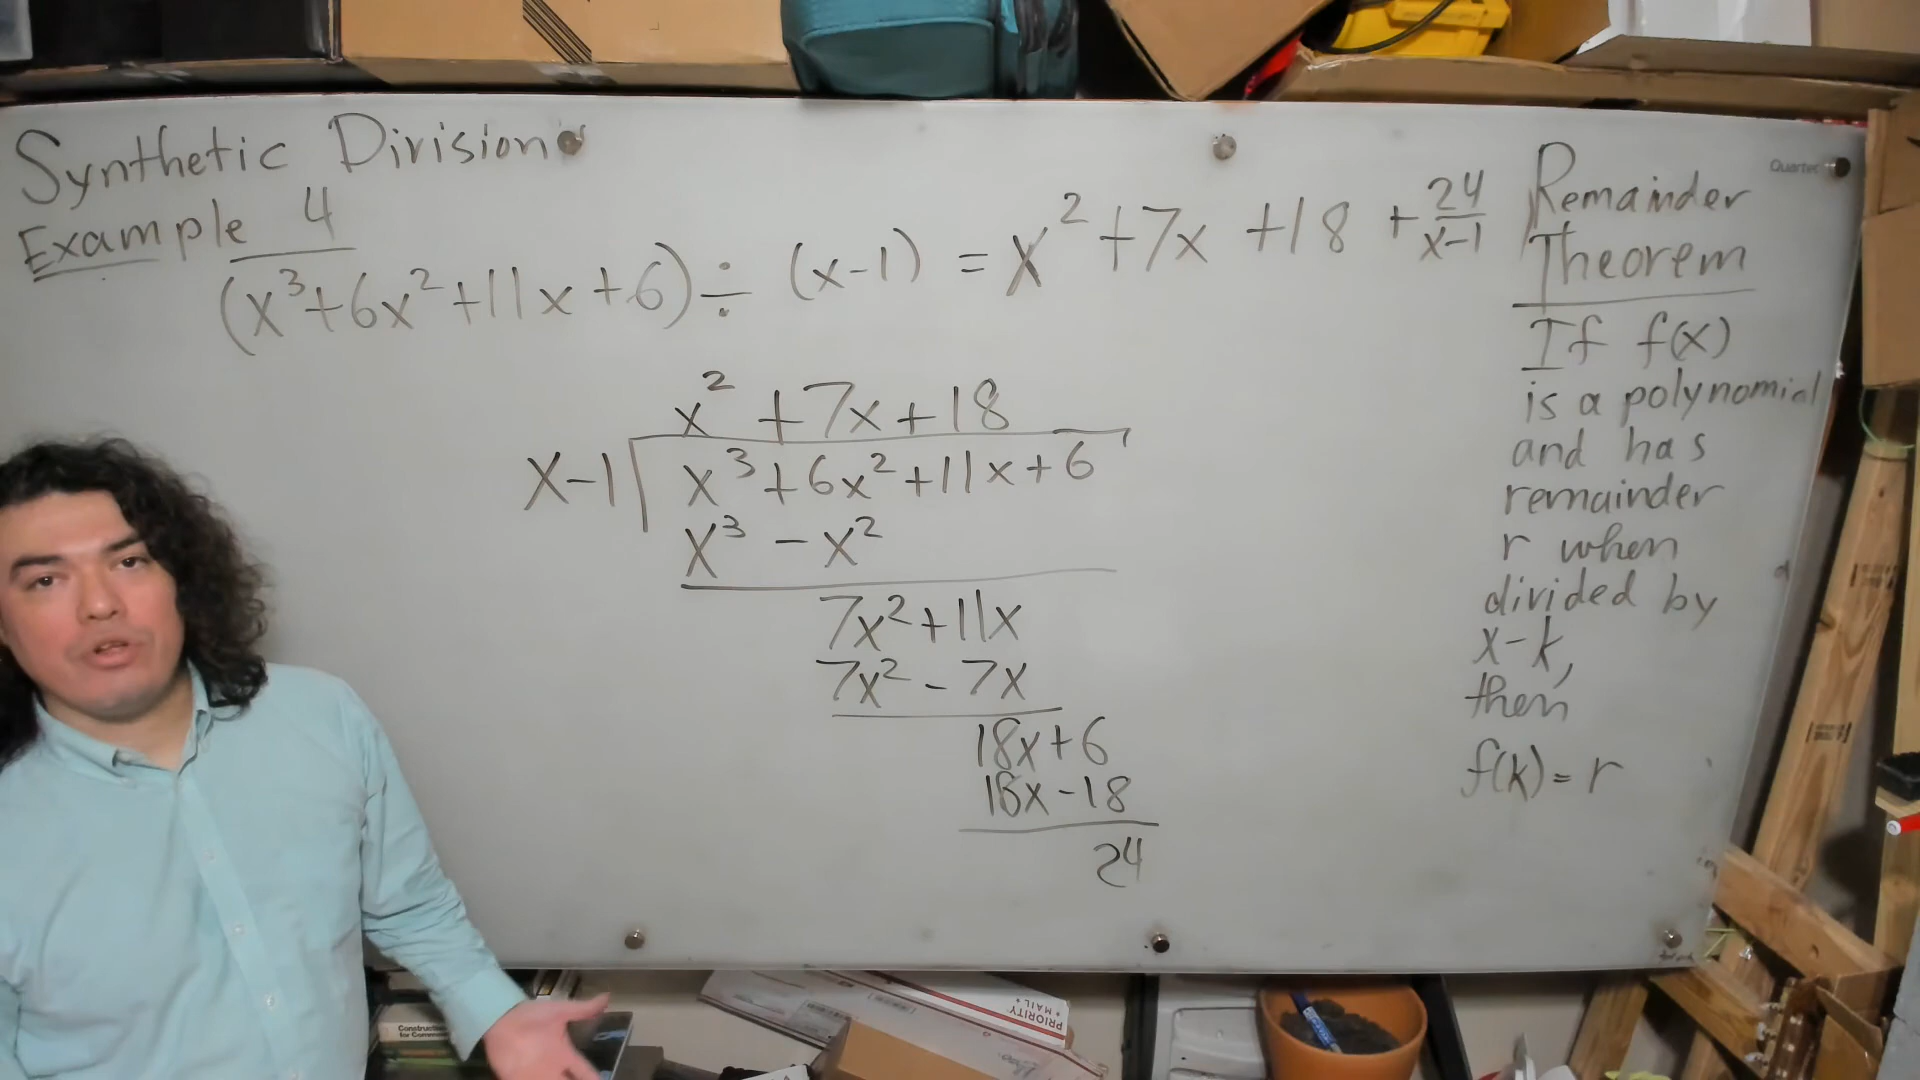 Synthetic Division
Example 4
(x³+6x²+11x+6) ÷ (x-1) = x²+7x+18+24/(x-1)
x²+7x+18
x-1 x³+6x²+11x+6
x³-x²
7x²+11x
7x²-7x
18x+6
18x-18
24
Quartet
Remainder
Theorem
If f(x)
is a polynomial
and has
remainder
r when
divided by
x-k,
then
f(k)=r
PRIORITY
MAIL
Construction